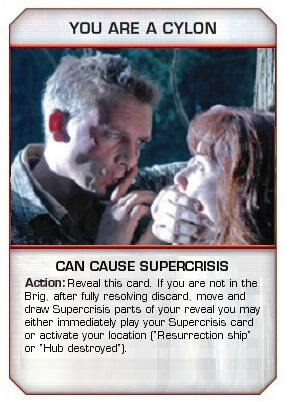 YOU ARE A CYLON
CAN CAUSE SUPERCRISIS
Action: Reveal this card. If you are not in the
Brig, after fully resolving discard, move and
draw Supercrisis parts of your reveal you may
either immediately play your Supercrisis card
or activate your location ("Resurrection ship"
or "Hub destroyed").